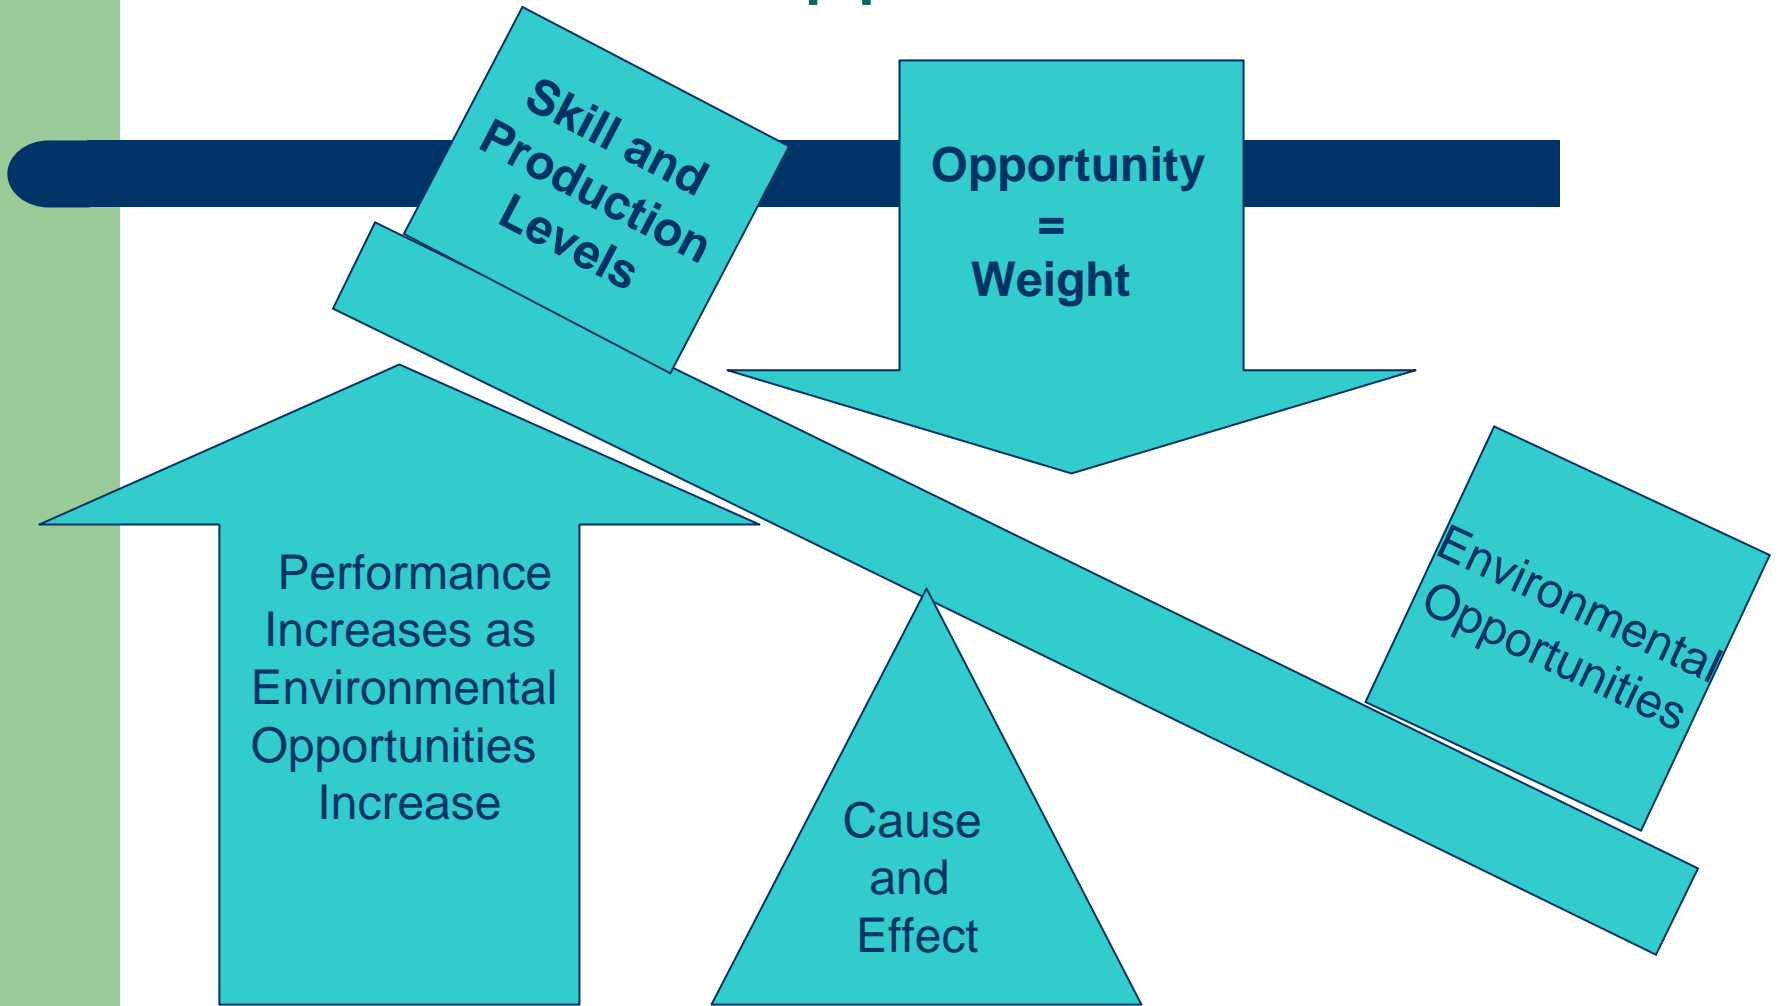 Skill and
Production
Levels
Opportunity
=
Weight
Performance
Increases as
Environmental
Opportunities
Increase
Cause
and
Effect
Environmental
Opportunities